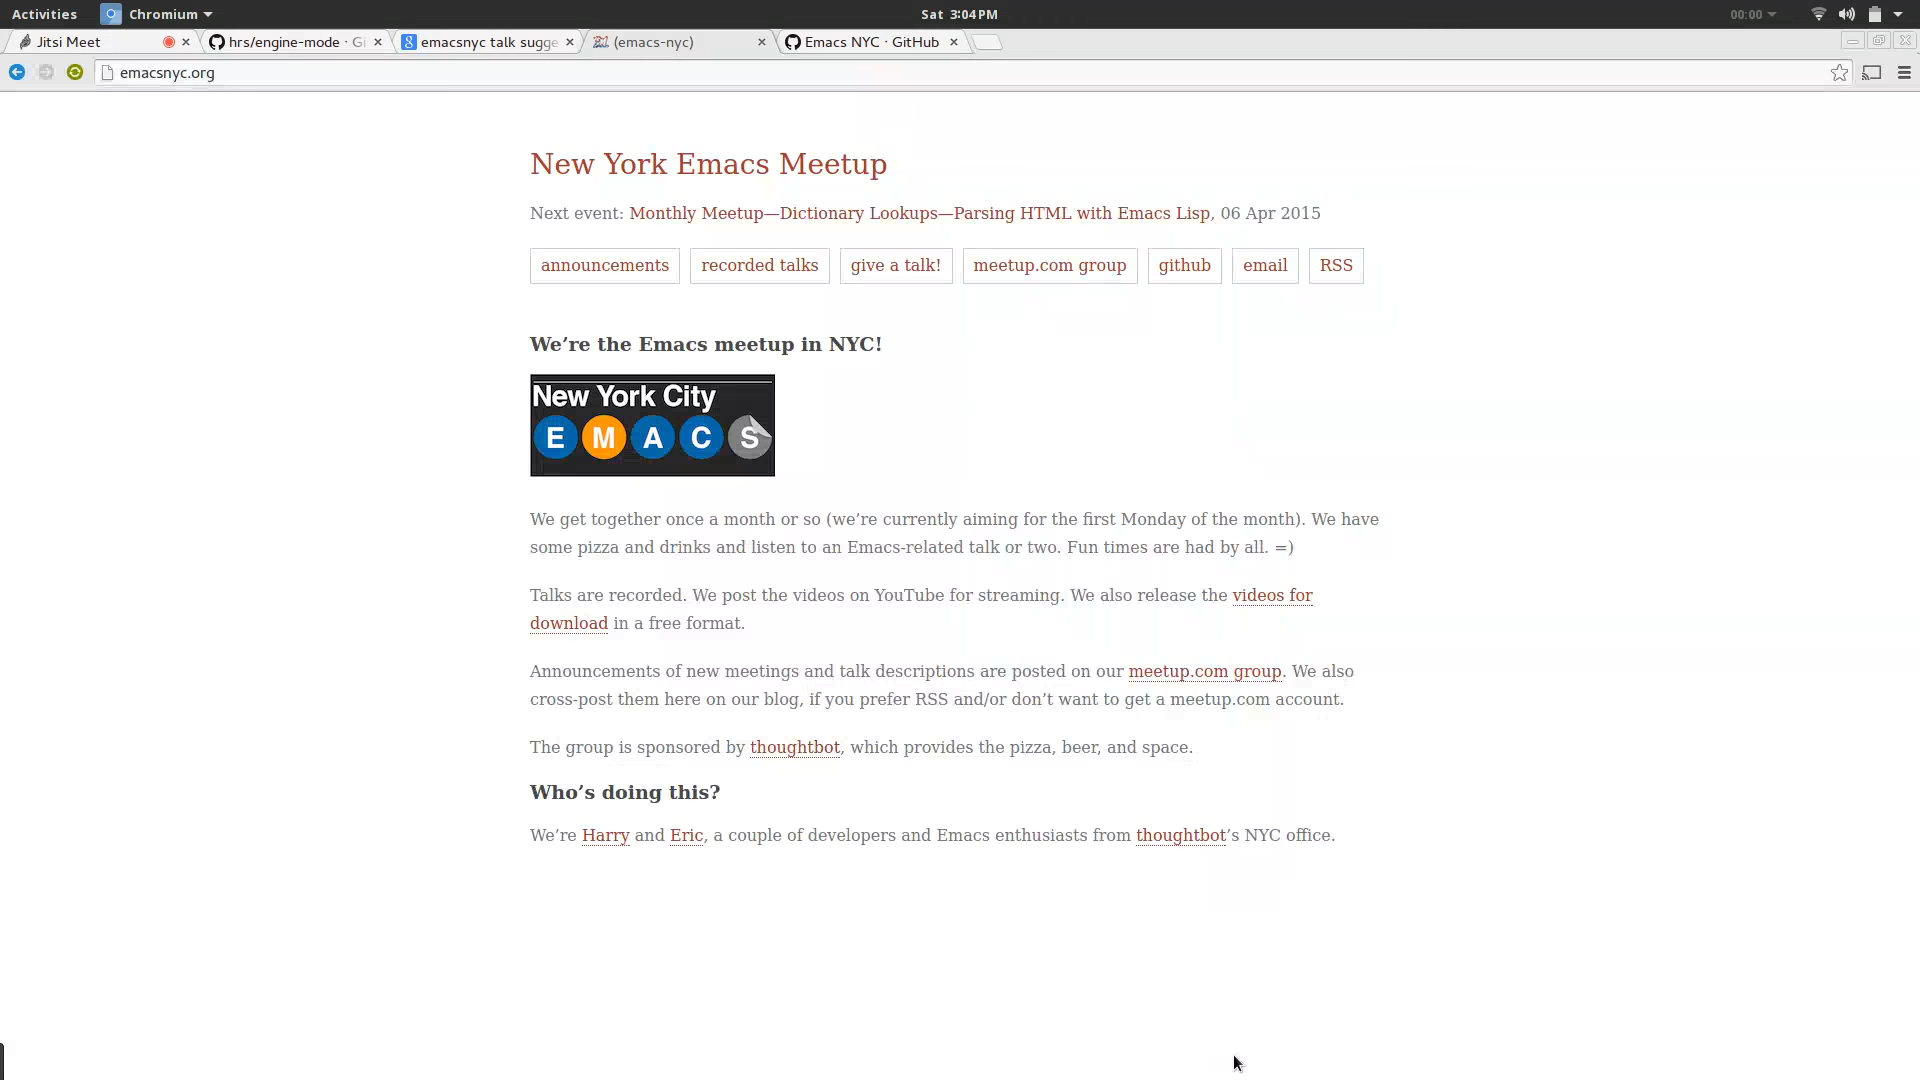 Activities Chromium Sat 3:04PM 00:00
Jitsi Meet hrs/engine-mode · Gi emacsnyc talk sugge (emacs-nyc) Emacs NYC · GitHub
emacsnyc.org
New York Emacs Meetup
Next event: Monthly Meetup—Dictionary Lookups—Parsing HTML with Emacs Lisp, 06 Apr 2015
announcements recorded talks give a talk! meetup.com group github email RSS
We’re the Emacs meetup in NYC!
New York City
E M A C S
We get together once a month or so (we’re currently aiming for the first Monday of the month). We have
some pizza and drinks and listen to an Emacs-related talk or two. Fun times are had by all. =)
Talks are recorded. We post the videos on YouTube for streaming. We also release the videos for
download in a free format.
Announcements of new meetings and talk descriptions are posted on our meetup.com group. We also
cross-post them here on our blog, if you prefer RSS and/or don’t want to get a meetup.com account.
The group is sponsored by thoughtbot, which provides the pizza, beer, and space.
Who’s doing this?
We’re Harry and Eric, a couple of developers and Emacs enthusiasts from thoughtbot’s NYC office.